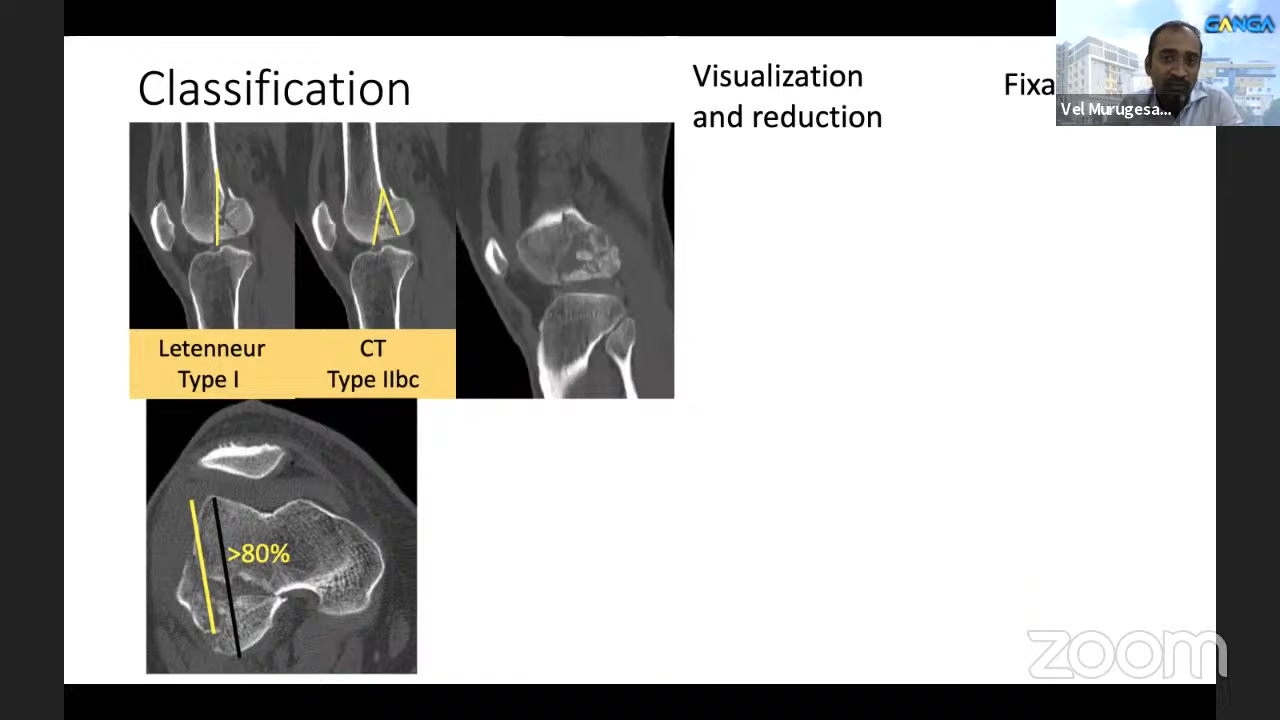 Classification
Visualization
and reduction
Fixa
GANGA
Vel Murugesa...
Letenneur
Type I
CT
Type IIbc
>80%
zoom